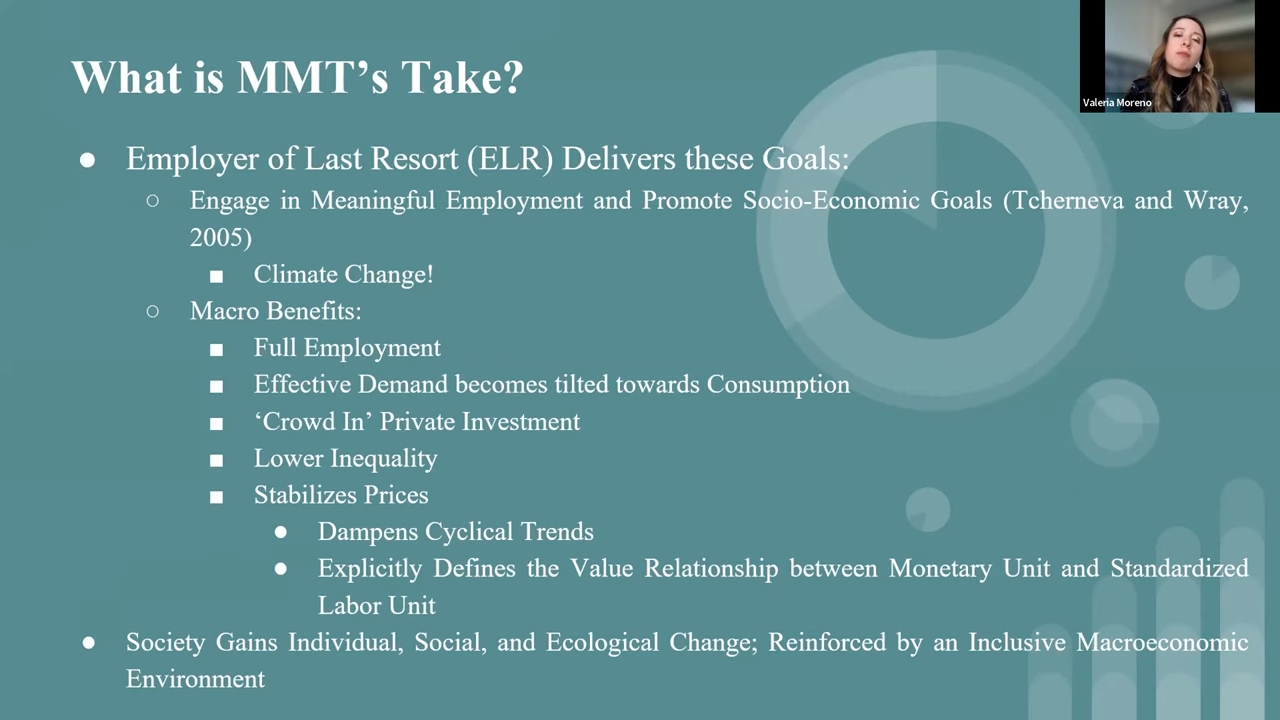 What is MMT's Take?
Valeria Moreno
● Employer of Last Resort (ELR) Delivers these Goals:
○ Engage in Meaningful Employment and Promote Socio-Economic Goals (Tcherneva and Wray,
2005)
■ Climate Change!
○ Macro Benefits:
■ Full Employment
■ Effective Demand becomes tilted towards Consumption
■ ‘Crowd In’ Private Investment
■ Lower Inequality
■ Stabilizes Prices
● Dampens Cyclical Trends
● Explicitly Defines the Value Relationship between Monetary Unit and Standardized
Labor Unit
● Society Gains Individual, Social, and Ecological Change; Reinforced by an Inclusive Macroeconomic
Environment